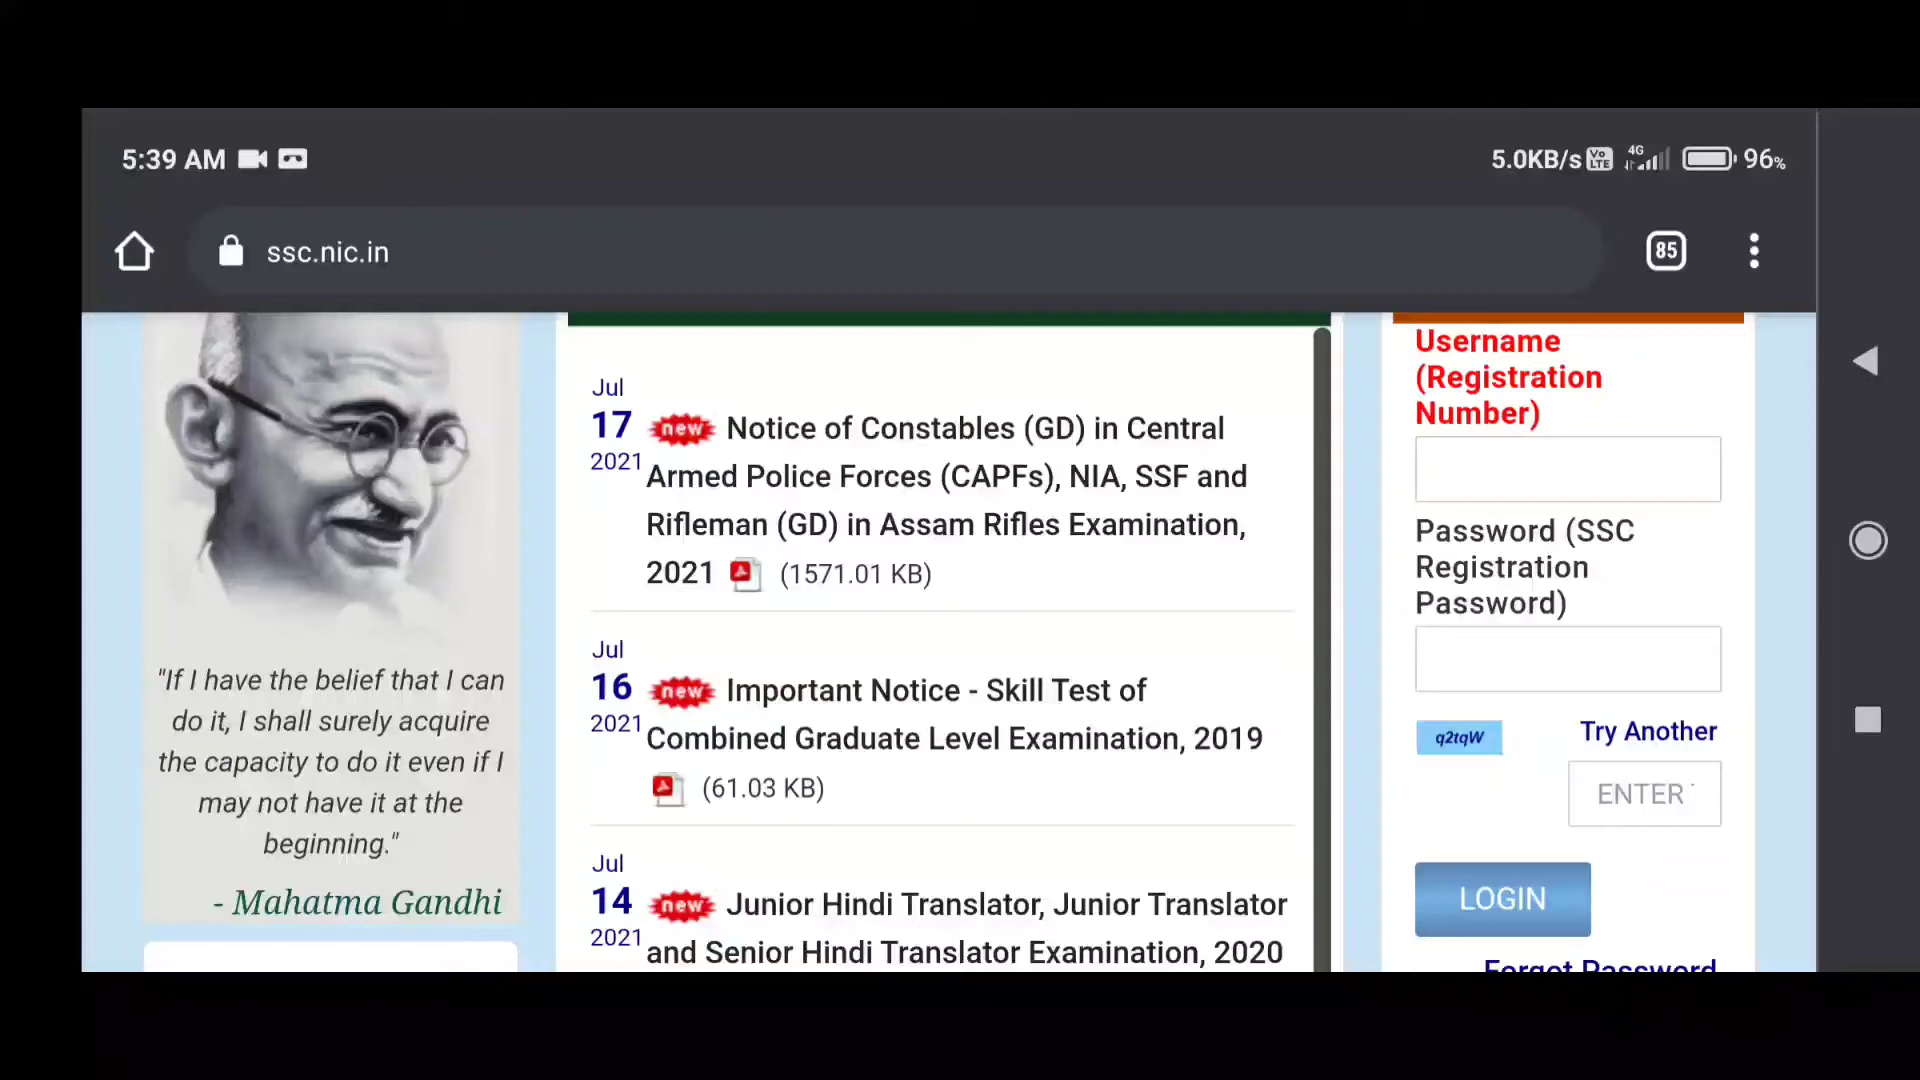 5:39 AM
5.0KB/s Vo LTE 4G 96%
ssc.nic.in
85
"If I have the belief that I can
do it, I shall surely acquire
the capacity to do it even if I
may not have it at the
beginning."
- Mahatma Gandhi
Jul
17
2021
new Notice of Constables (GD) in Central
Armed Police Forces (CAPFs), NIA, SSF and
Rifleman (GD) in Assam Rifles Examination,
2021 (1571.01 KB)
Jul
16
2021
new Important Notice - Skill Test of
Combined Graduate Level Examination, 2019
(61.03 KB)
Jul
14
2021
new Junior Hindi Translator, Junior Translator
and Senior Hindi Translator Examination, 2020
Username
(Registration
Number)
Password (SSC
Registration
Password)
q2tqW
Try Another
ENTER
LOGIN
Forgot Password